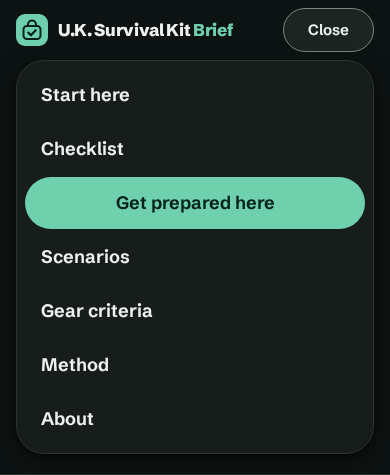 U.K. Survival Kit Brief
Close
Start here
Checklist
Get prepared here
Scenarios
Gear criteria
Method
About